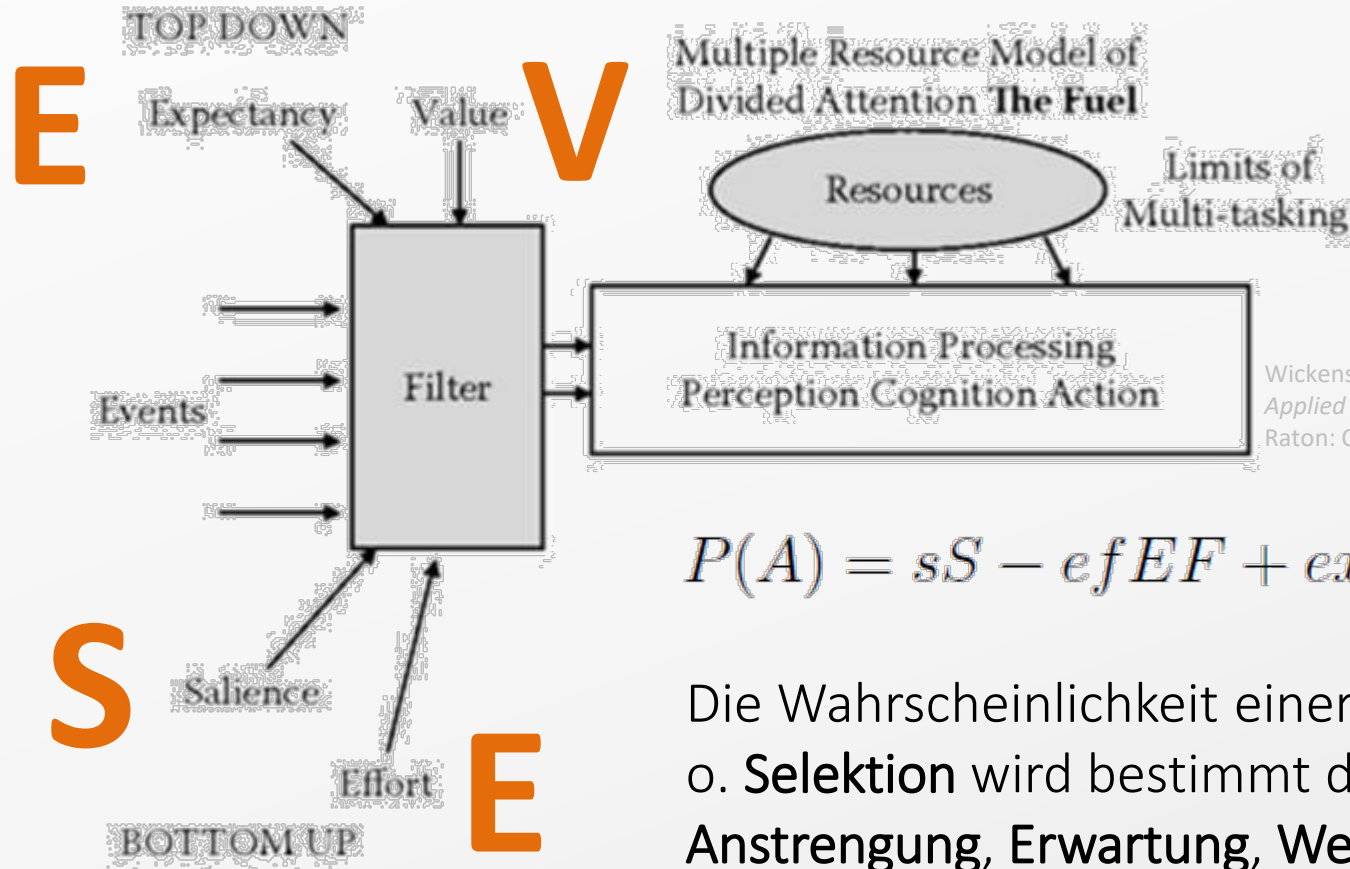 TOP DOWN
E
Expectancy
Value
V
Multiple Resource Model of
Divided Attention The Fuel
Resources
Limits of
Multi-tasking
Events
Filter
Information Processing
Perception Cognition Action
Wickens
Applied
Raton:
P(A) = sS − efEF +
S
Salience
Effort
E
BOTTOM UP
Die Wahrscheinlichkeit einer
o. Selektion wird bestimmt
Anstrengung, Erwartung,